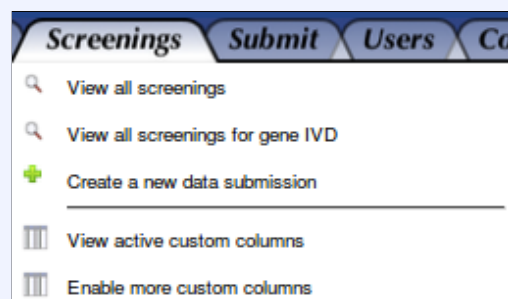 Screenings Submit Users
View all screenings
View all screenings for gene IVD
Create a new data submission
View active custom columns
Enable more custom columns